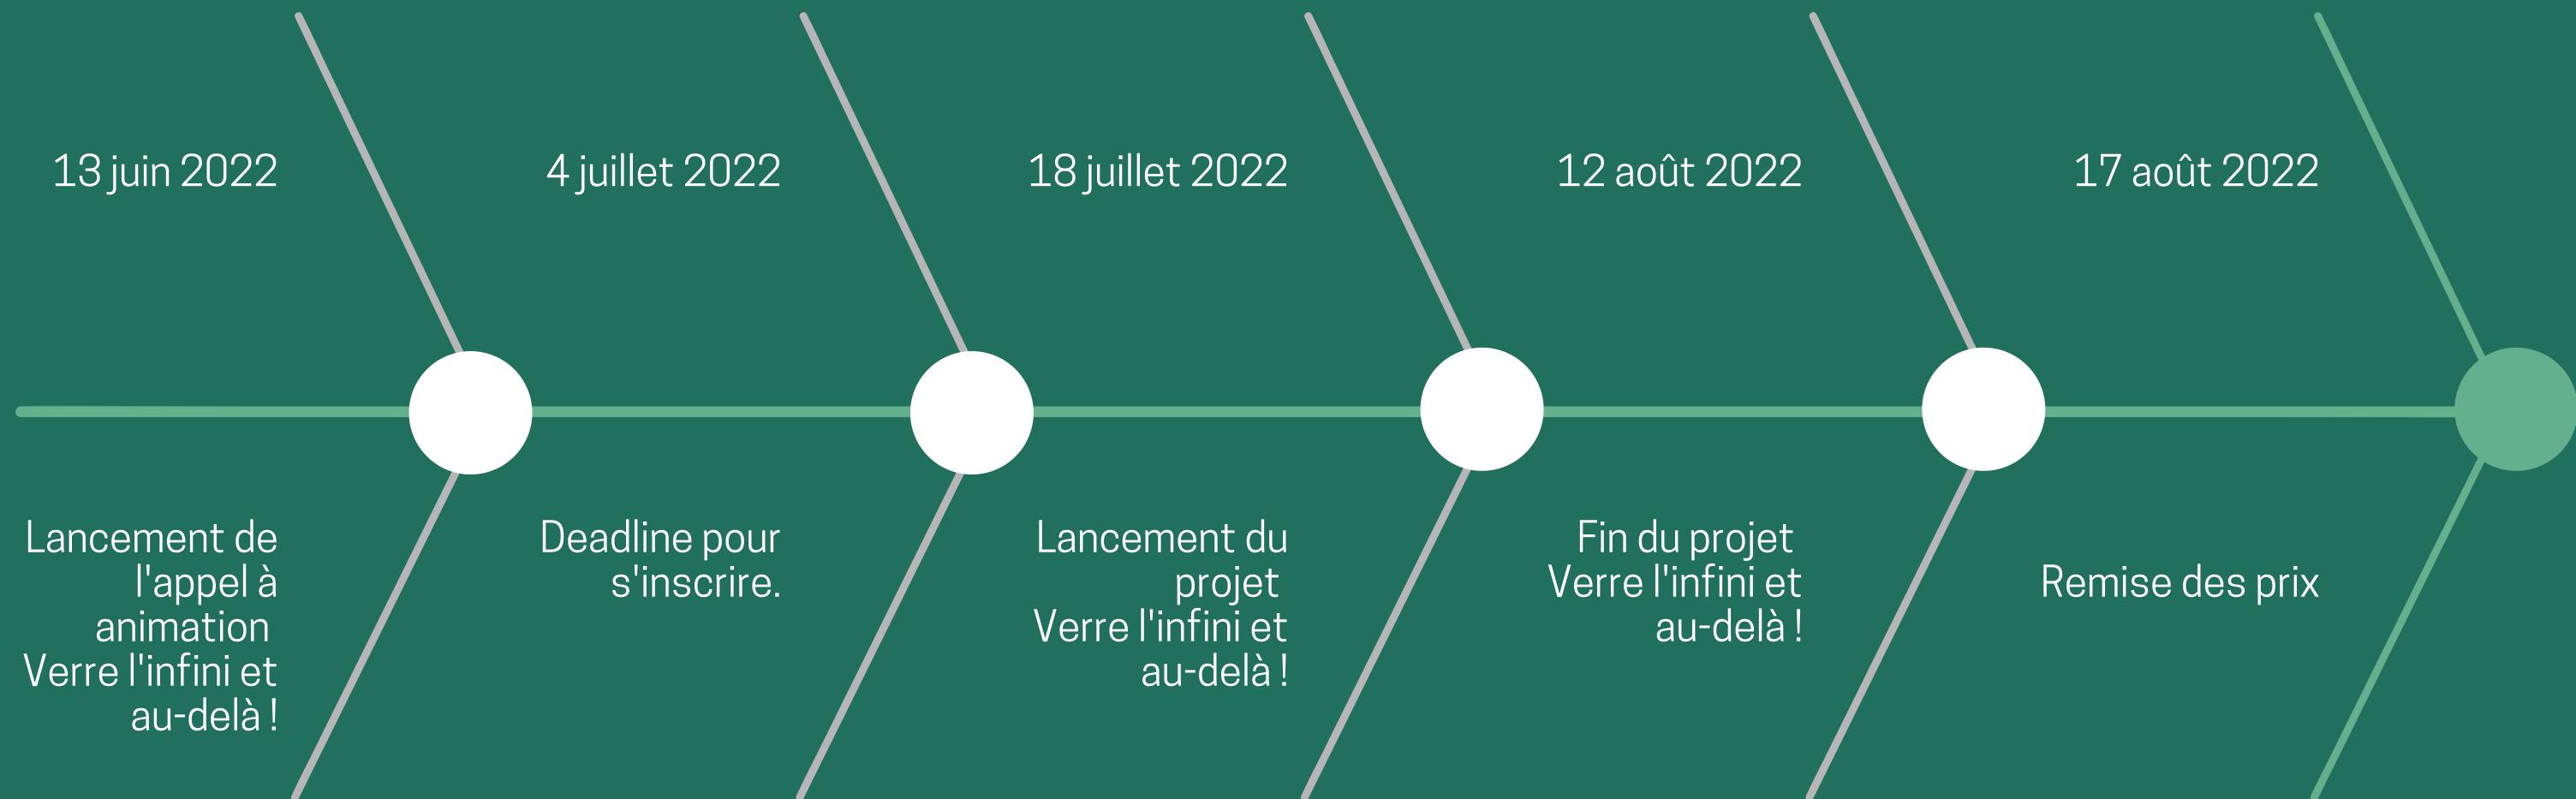 13 juin 2022
Lancement de
l'appel à
animation
Verre l'infini et
au-delà !
4 juillet 2022
Deadline pour
s'inscrire.
18 juillet 2022
Lancement du
projet
Verre l'infini et
au-delà !
12 août 2022
Fin du projet
Verre l'infini et
au-delà !
17 août 2022
Remise des prix